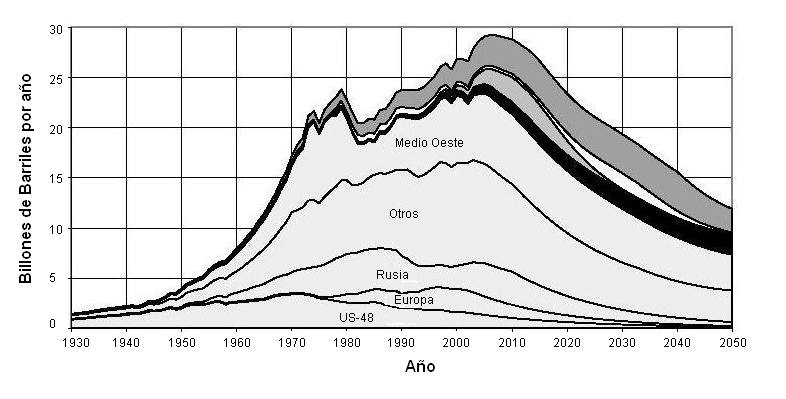 Billones de Barriles por año
30
25
20
15
10
5
0
Medio Oeste
Otros
Rusia
Europa
US-48
1930 1940 1950 1960 1970 1980 1990 2000 2010 2020 2030 2040 2050
Año